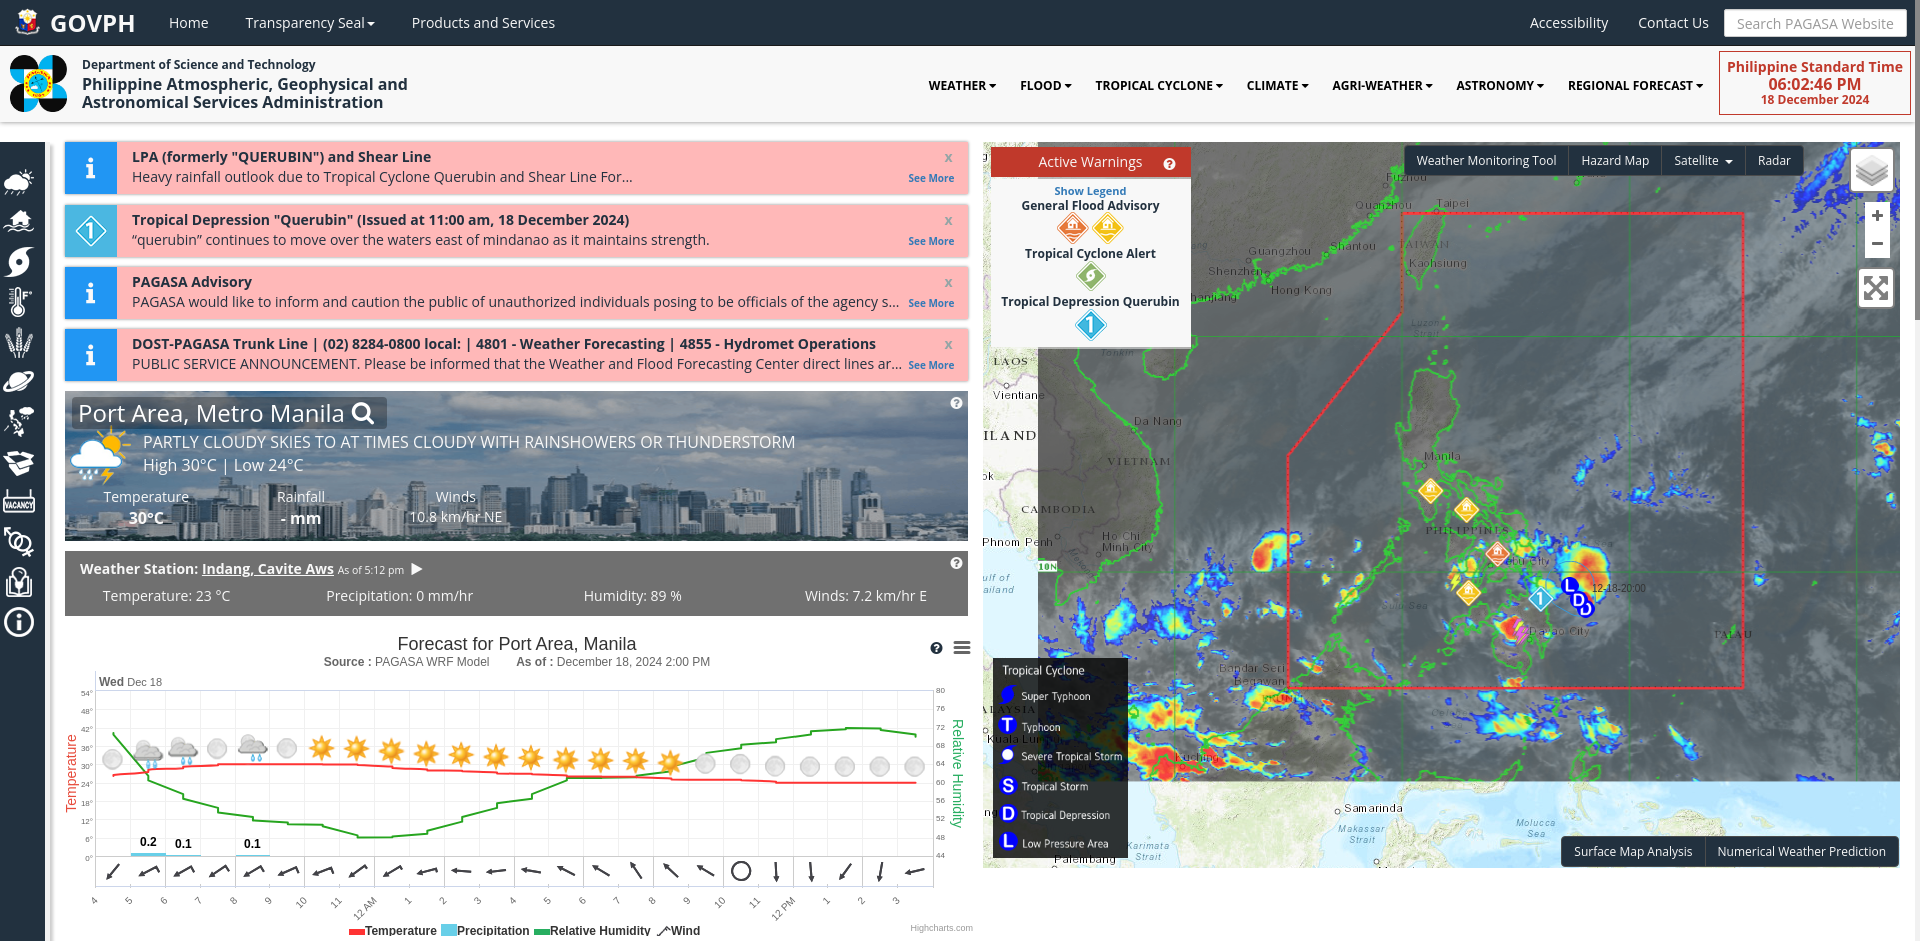 GOVPH
Home
Transparency Seal
Products and Services
Accessibility
Contact Us
Search PAGASA Website
Department of Science and Technology
Philippine Atmospheric, Geophysical and
Astronomical Services Administration
WEATHER
FLOOD
TROPICAL CYCLONE
CLIMATE
AGRI-WEATHER
ASTRONOMY
REGIONAL FORECAST
Philippine Standard Time
06:02:46 PM
18 December 2024
LPA (formerly "QUERUBIN") and Shear Line
x
Heavy rainfall outlook due to Tropical Cyclone Querubin and Shear Line For...
See More
Tropical Depression "Querubin" (Issued at 11:00 am, 18 December 2024)
x
“querubin” continues to move over the waters east of mindanao as it maintains strength.
See More
PAGASA Advisory
x
PAGASA would like to inform and caution the public of unauthorized individuals posing to be officials of the agency s...
See More
DOST-PAGASA Trunk Line | (02) 8284-0800 local: | 4801 - Weather Forecasting | 4855 - Hydromet Operations
x
PUBLIC SERVICE ANNOUNCEMENT. Please be informed that the Weather and Flood Forecasting Center direct lines ar...
See More
VACANCY
Port Area, Metro Manila
PARTLY CLOUDY SKIES TO AT TIMES CLOUDY WITH RAINSHOWERS OR THUNDERSTORM
High 30°C | Low 24°C
Temperature Rainfall Winds
30°C - mm 10.8 km/hr NE
Weather Station: Indang, Cavite Aws As of 5:12 pm
Temperature: 23 °C Precipitation: 0 mm/hr Humidity: 89 % Winds: 7.2 km/hr E
Forecast for Port Area, Manila
Source : PAGASA WRF Model As of : December 18, 2024 2:00 PM
Wed Dec 18
Temperature
54°
48°
42°
36°
30°
24°
18°
12°
6°
0°
80
76
72
68
64
60
56
52
48
44
Relative Humidity
0.2 0.1 0.1
4 5 6 7 8 9 10 11 12 AM 1 2 3 4 5 6 7 8 9 10 11 12 PM 1 2 3
Temperature Precipitation Relative Humidity Wind
Highcharts.com
Active Warnings
Show Legend
General Flood Advisory
Tropical Cyclone Alert
Tropical Depression Querubin
1
Weather Monitoring Tool
Hazard Map
Satellite
Radar
+
−
Fuzhou
Taipei
Quanzhou
Shantou
TAIWAN
Guangzhou
Kaohsiung
Shenzhen
Hong Kong
Zhanjiang
Luzon
Strait
Tonkin
LAOS
Vientiane
Da Nang
VIETNAM
Manila
CAMBODIA
Phnom Penh
Ho Chi
Minh City
PHILIPPINES
10N
Cebu City
12-18-20:00
L
D
D
1
Sulu Sea
Davao City
PALAU
Bandar Seri
Begawan
Kuala Lum
Kuching
Tropical Cyclone
Super Typhoon
T Typhoon
Severe Tropical Storm
S Tropical Storm
D Tropical Depression
L Low Pressure Area
Palembang
Karimata
Strait
Samarinda
Makassar
Strait
Molucca
Sea
Surface Map Analysis
Numerical Weather Prediction